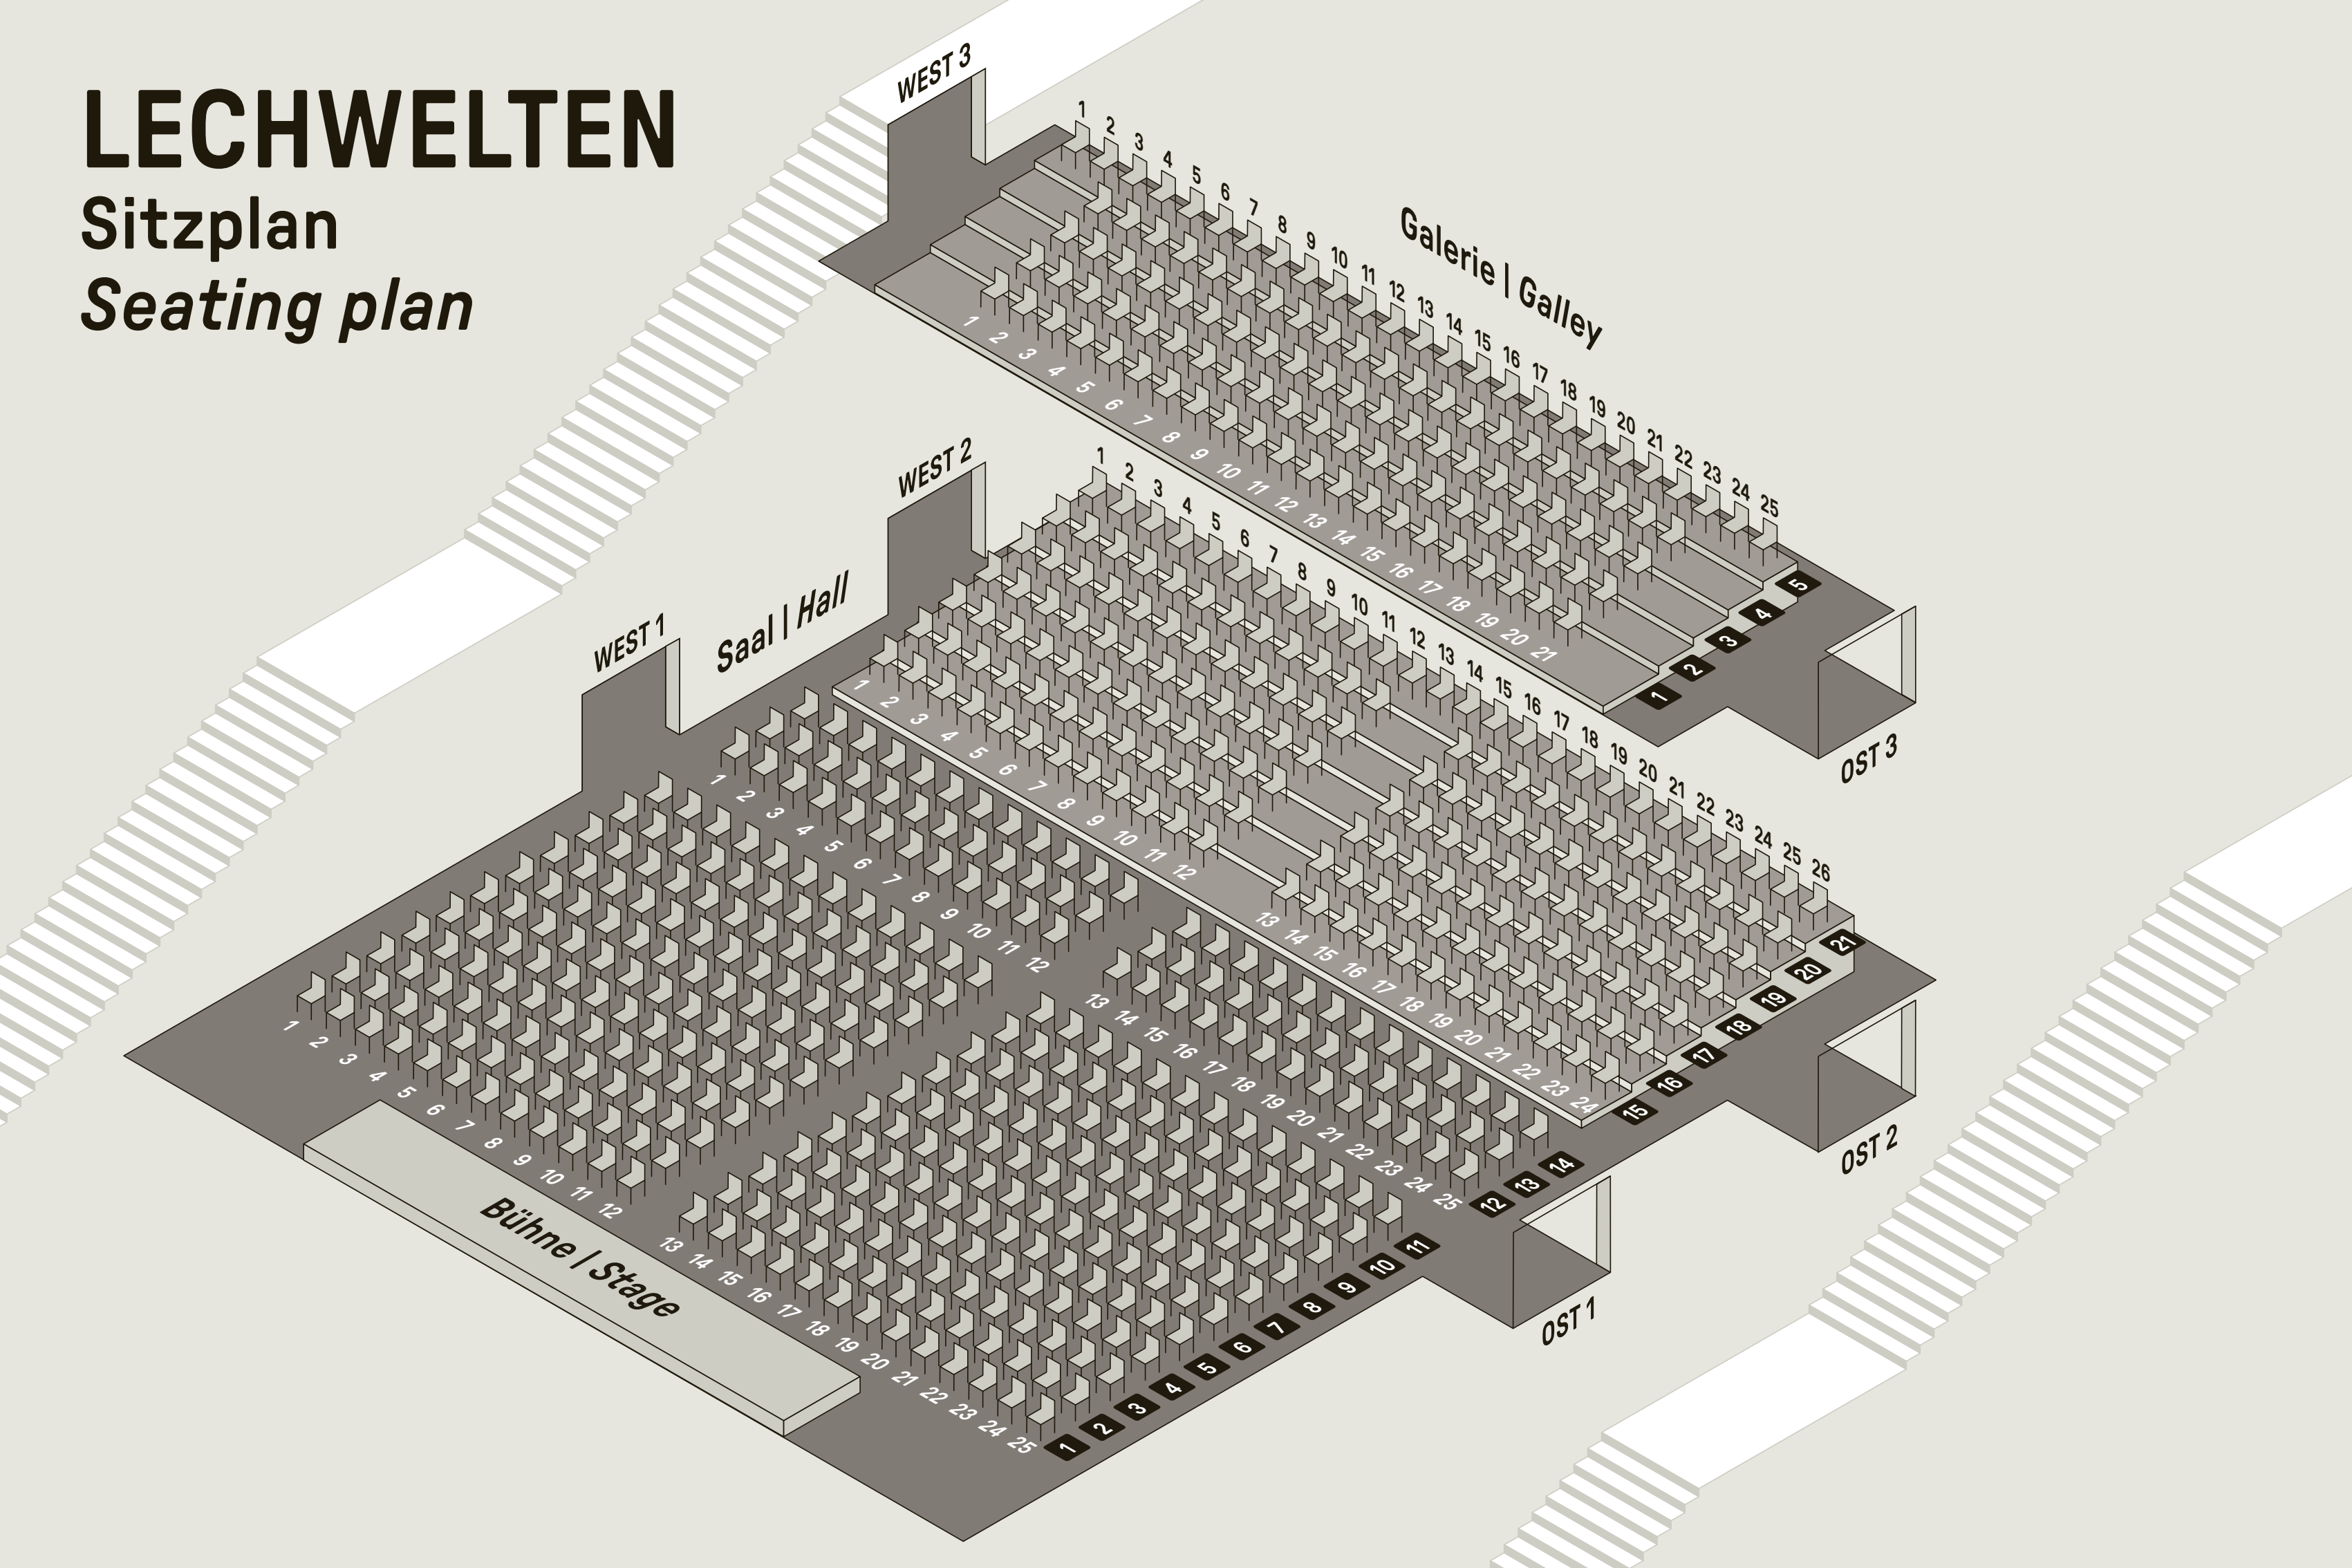 LECHWELTEN
Sitzplan
Seating plan
WEST 3
1 2 3 4 5 6 7 8 9 10 11 12 13 14 15 16 17 18 19 20 21 22 23 24 25
Galerie | Galley
1 2 3 4 5 6 7 8 9 10 11 12 13 14 15 16 17 18 19 20 21
1 2 3 4 5
OST 3
WEST 2
WEST 1
Saal | Hall
1 2 3 4 5 6 7 8 9 10 11 12 13 14 15 16 17 18 19 20 21 22 23 24 25 26
1 2 3 4 5 6 7 8 9 10 11 12
13 14 15 16 17 18 19 20 21 22 23 24
15 16 17 18 19 20 21
OST 2
1 2 3 4 5 6 7 8 9 10 11 12
13 14 15 16 17 18 19 20 21 22 23 24 25
12 13 14
OST 1
1 2 3 4 5 6 7 8 9 10 11 12
13 14 15 16 17 18 19 20 21 22 23 24 25
1 2 3 4 5 6 7 8 9 10 11
Bühne | Stage